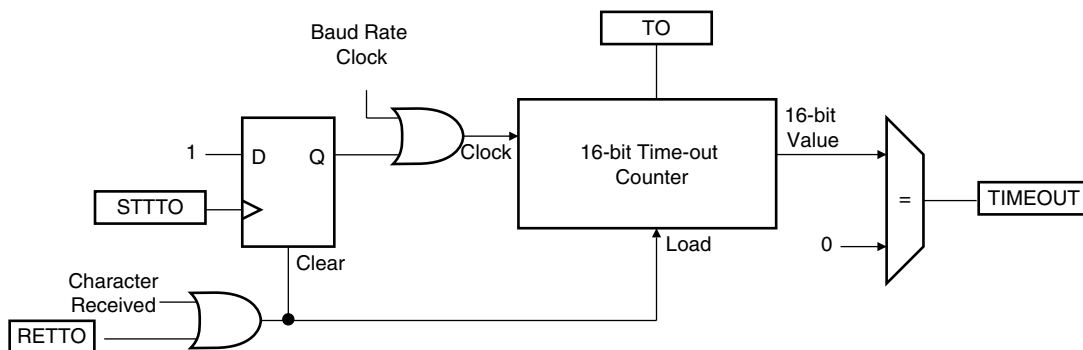 TO
Baud Rate
Clock
1
D
Q
Clock
16-bit Time-out
Counter
16-bit
Value
=
TIMEOUT
STTTO
Clear
Load
0
Character
Received
RETTO